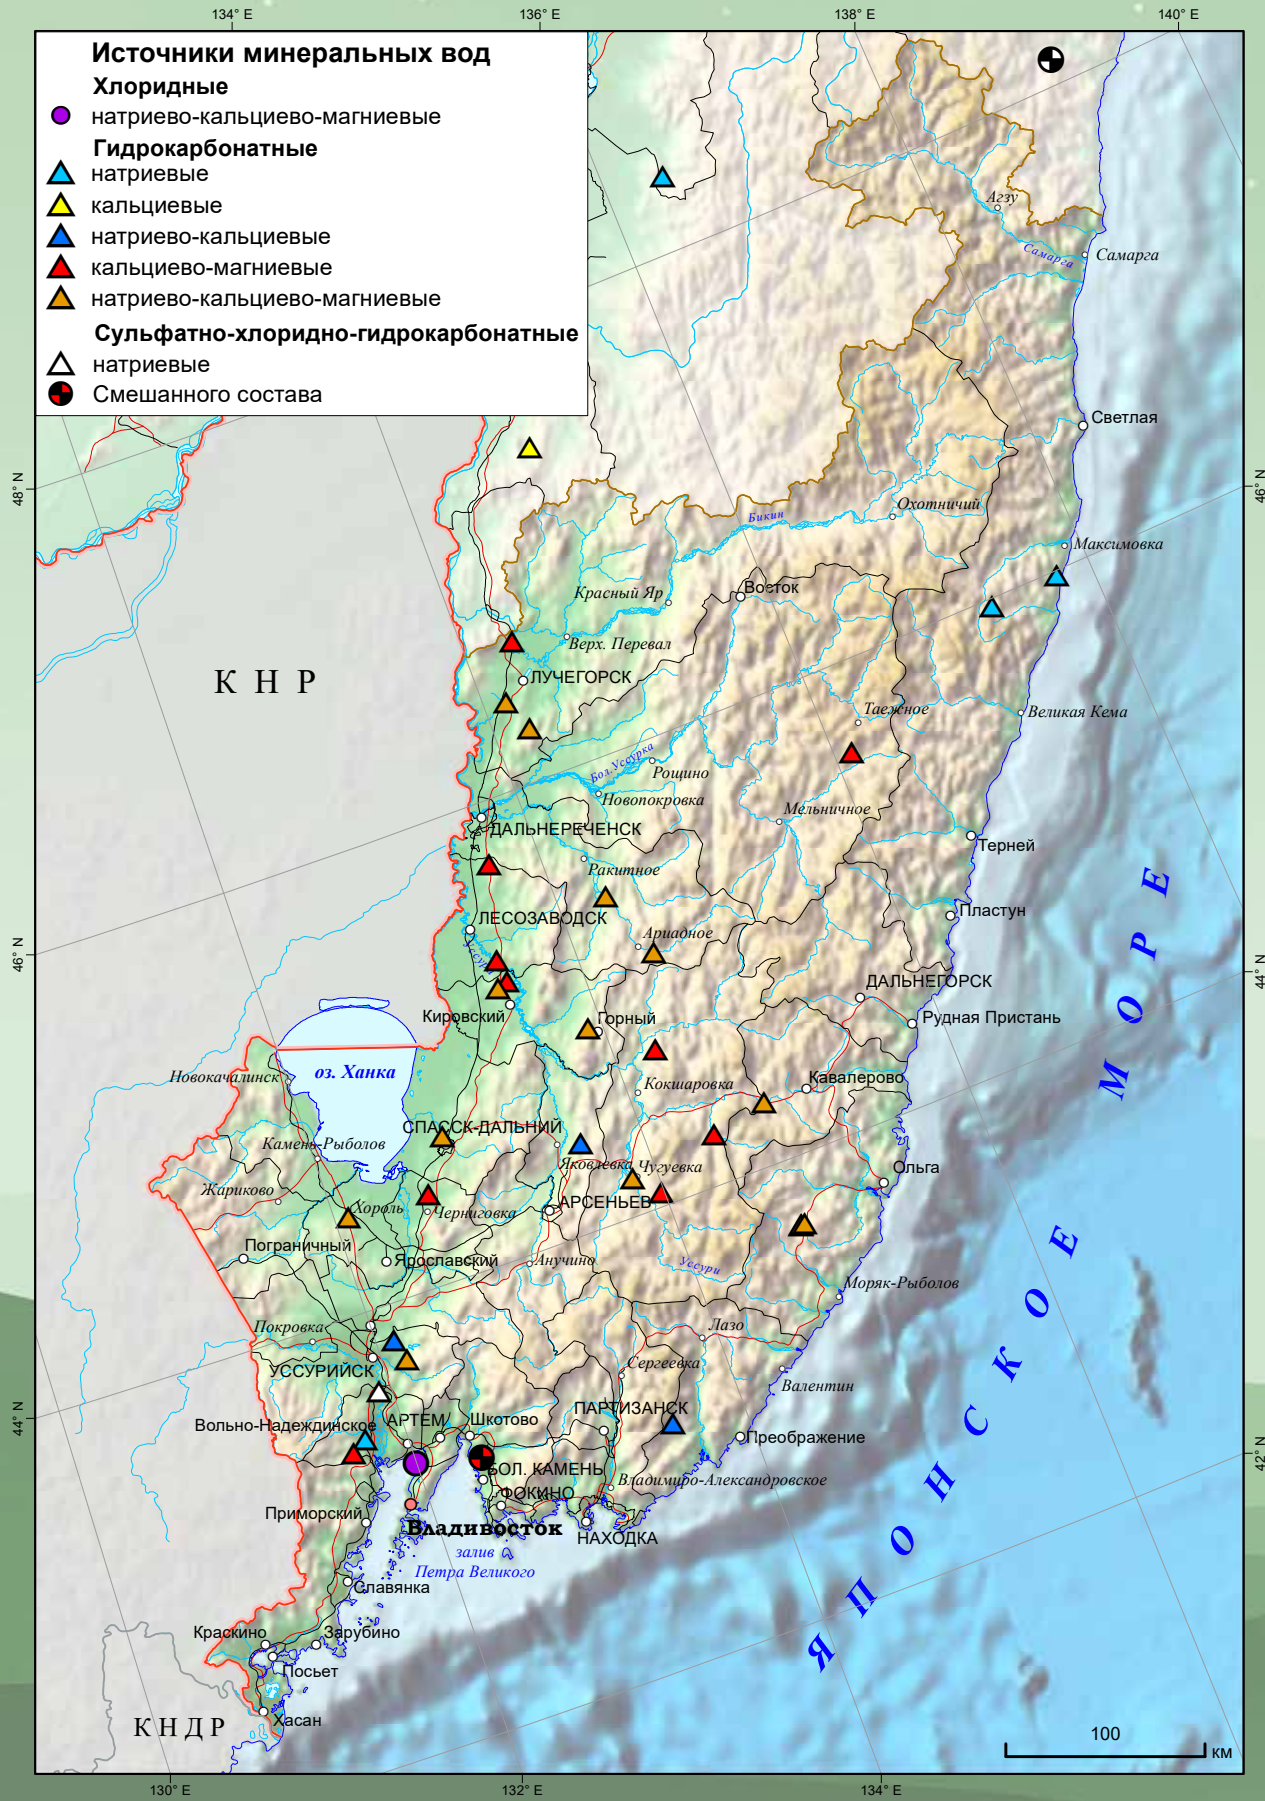 134° E
136° E
138° E
140° E
Источники минеральных вод
Хлоридные
натриево-кальциево-магниевые
Гидрокарбонатные
натриевые
кальциевые
натриево-кальциевые
кальциево-магниевые
натриево-кальциево-магниевые
Сульфатно-хлоридно-гидрокарбонатные
натриевые
Смешанного состава
Агзу
Самарга
Самарга
Светлая
48° N
46° N
Охотничий
Бикин
Максимовка
Красный Яр
Восток
Верх. Перевал
КНР
ЛУЧЕГОРСК
Таежное
Великая Кема
Бол.Уссурка
Рощино
Новопокровка
Мельничное
ДАЛЬНЕРЕЧЕНСК
Терней
Ракитное
ЛЕСОЗАВОДСК
Пластун
Ариадное
Уссури
46° N
44° N
ДАЛЬНЕГОРСК
Кировский
Горный
Рудная Пристань
оз. Ханка
Новокачалинск
Кокшаровка
Кавалерово
СПАССК-ДАЛЬНИЙ
Камень-Рыболов
Яковлевка
Чугуевка
Ольга
Жариково
Хороль
Черниговка
АРСЕНЬЕВ
Пограничный
Ярославский
Анучино
Уссури
Моряк-Рыболов
Покровка
Лазо
УССУРИЙСК
Сергеевка
Валентин
44° N
42° N
Вольно-Надеждинское
АРТЕМ
Шкотово
ПАРТИЗАНСК
Преображение
БОЛ. КАМЕНЬ
Владимиро-Александровское
ФОКИНО
Приморский
Владивосток
НАХОДКА
залив
Петра Великого
ЯПОНСКОЕ МОРЕ
Славянка
Краскино
Зарубино
Посьет
Хасан
КНДР
100
км
130° E
132° E
134° E